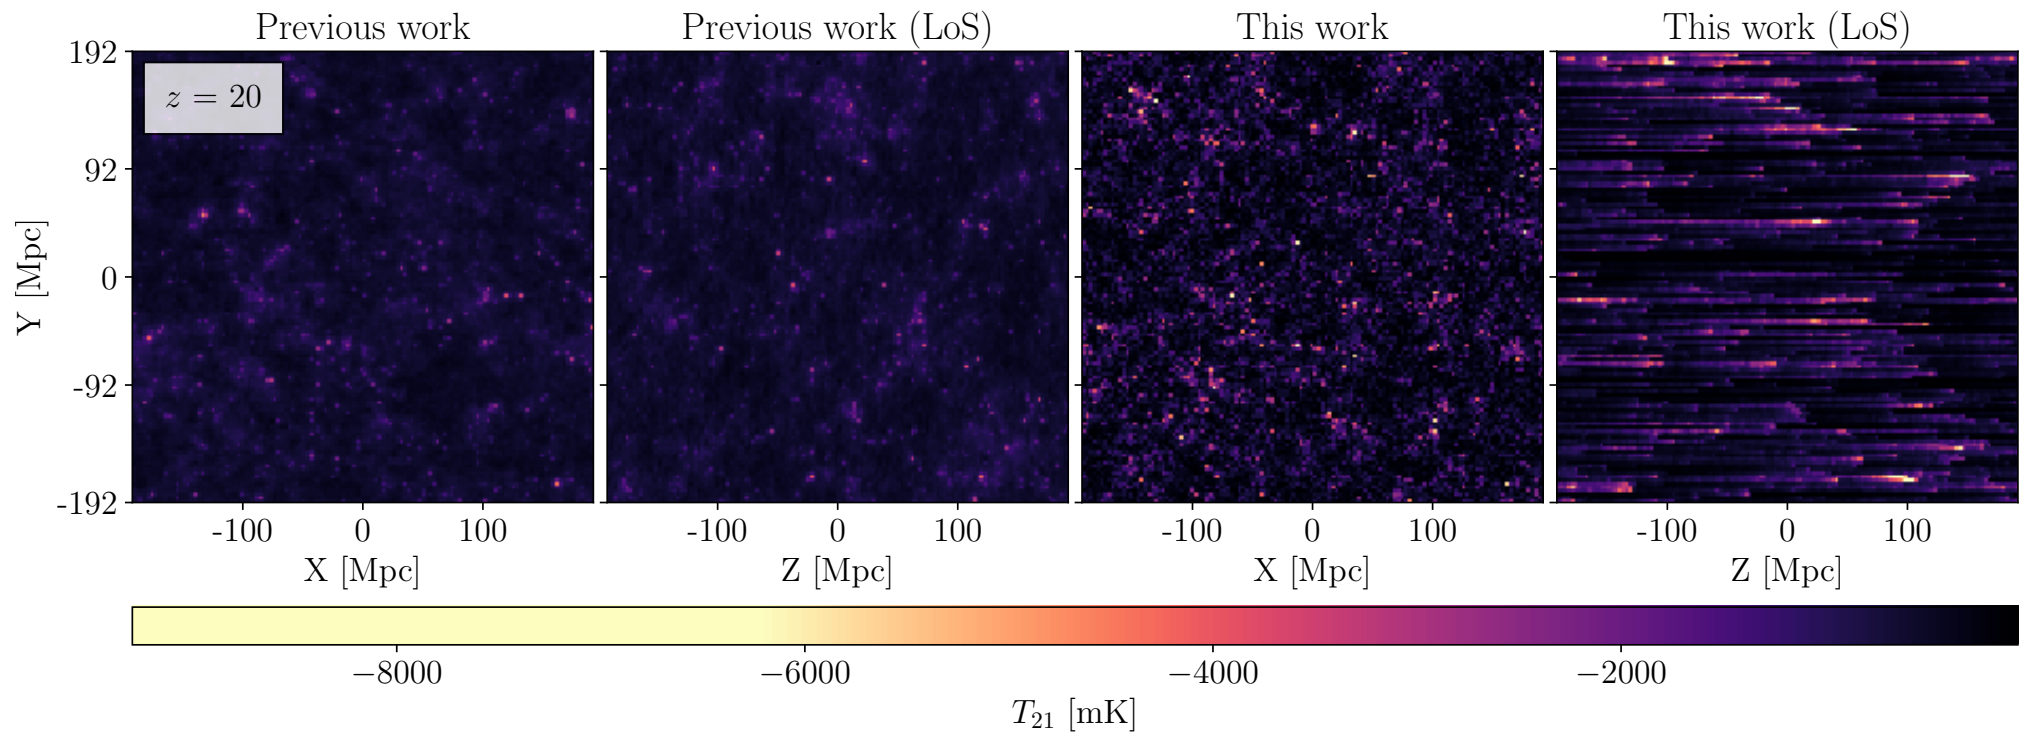 Previous work
Previous work (LoS)
This work
This work (LoS)
z = 20
Y [Mpc]
192
92
0
-92
-192
-100 0 100
-100 0 100
-100 0 100
-100 0 100
X [Mpc]
Z [Mpc]
X [Mpc]
Z [Mpc]
−8000 −6000 −4000 −2000
T₂₁ [mK]